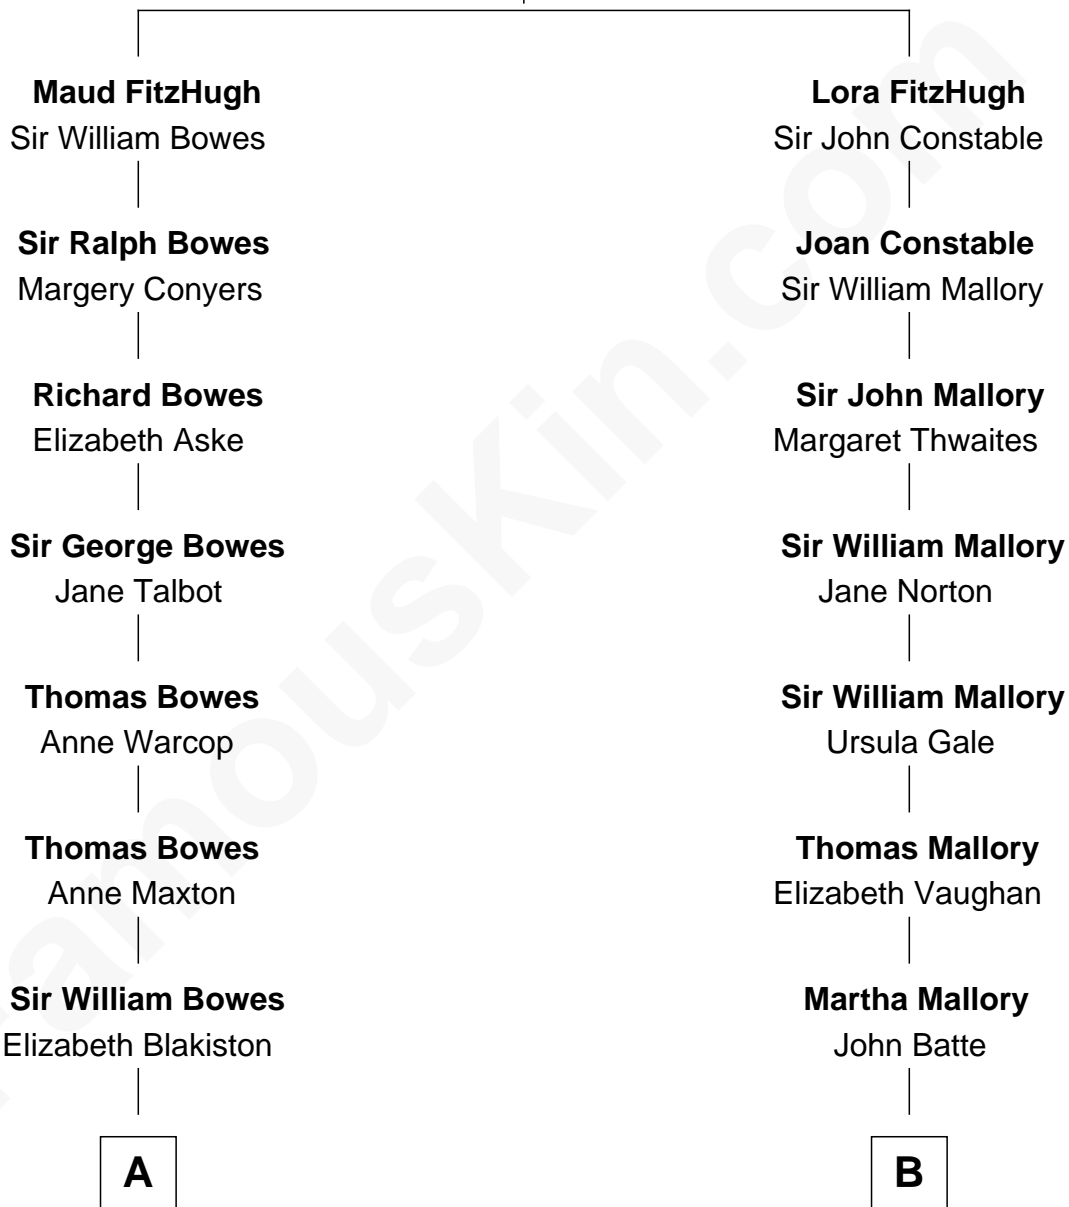 Maud FitzHugh
Sir William Bowes
Sir Ralph Bowes
Margery Conyers
Richard Bowes
Elizabeth Aske
Sir George Bowes
Jane Talbot
Thomas Bowes
Anne Warcop
Thomas Bowes
Anne Maxton
Sir William Bowes
Elizabeth Blakiston
A
Lora FitzHugh
Sir John Constable
Joan Constable
Sir William Mallory
Sir John Mallory
Margaret Thwaites
Sir William Mallory
Jane Norton
Sir William Mallory
Ursula Gale
Thomas Mallory
Elizabeth Vaughan
Martha Mallory
John Batte
B
FamousKin.com